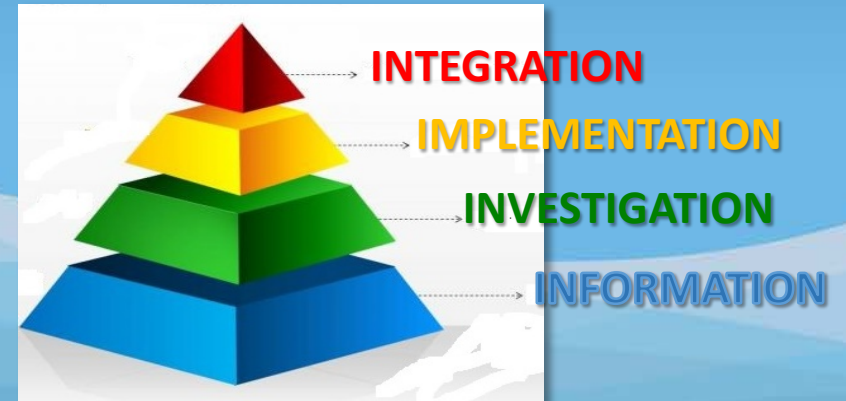 INTEGRATION
IMPLEMENTATION
INVESTIGATION
INFORMATION